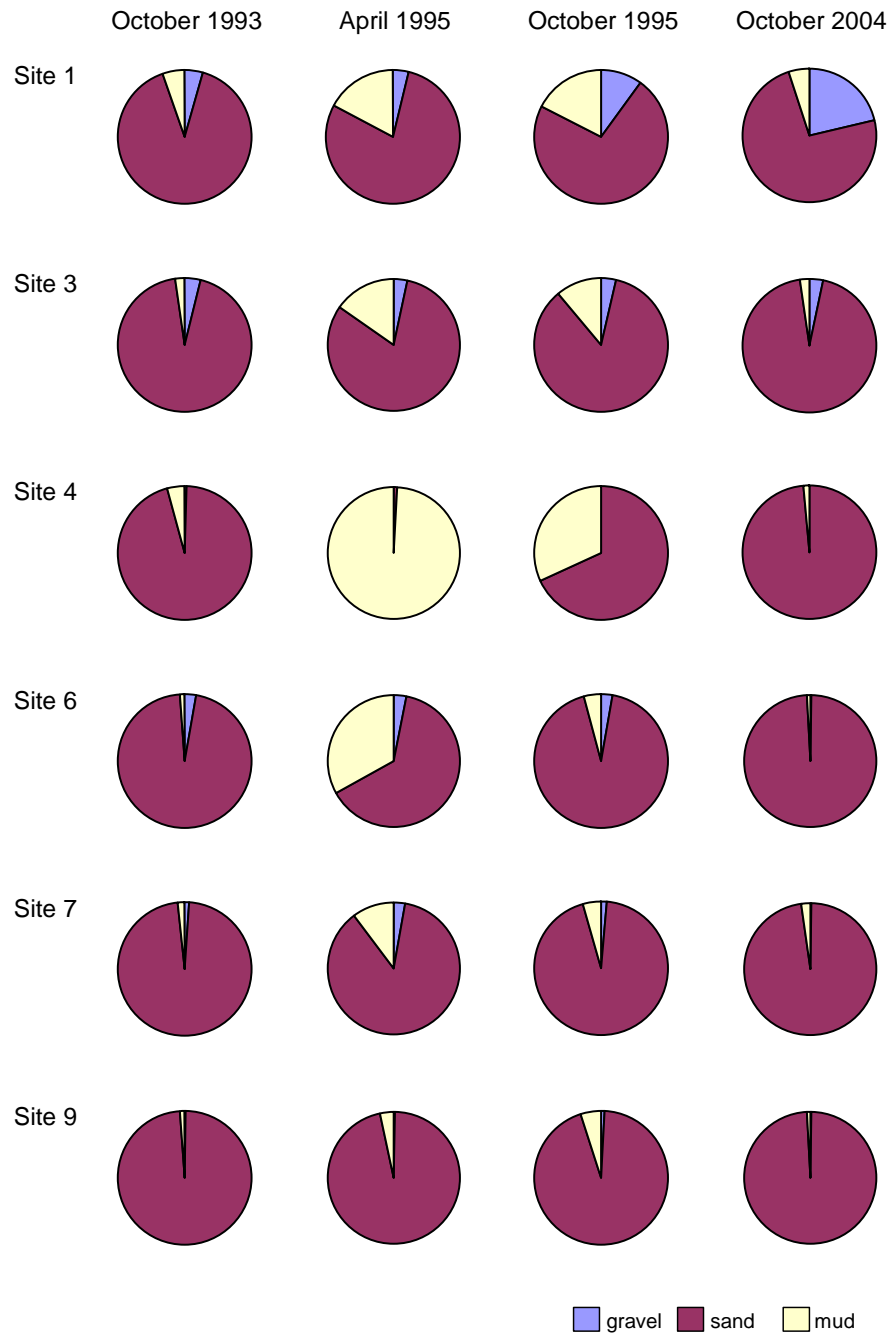 October 1993 April 1995 October 1995 October 2004
Site 1
Site 3
Site 4
Site 6
Site 7
Site 9
gravel sand mud